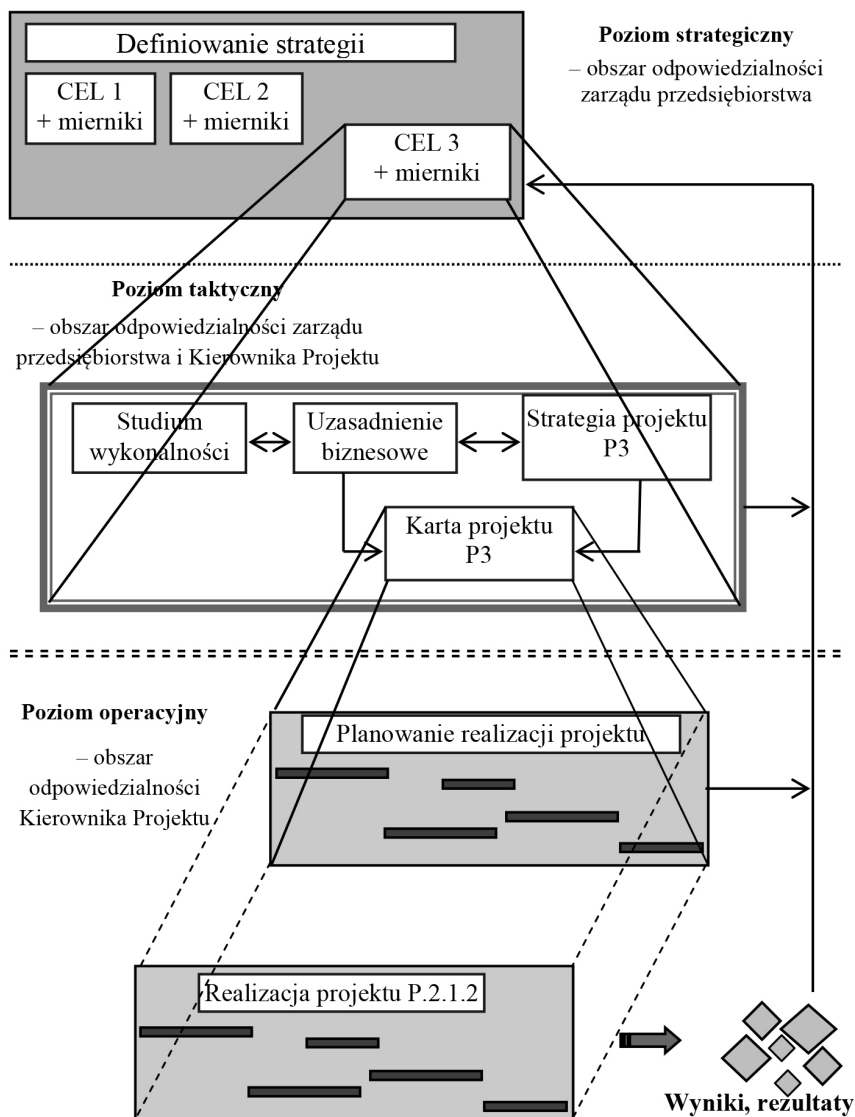 Definiowanie strategii
CEL 1
+ mierniki
CEL 2
+ mierniki
CEL 3
+ mierniki
Poziom strategiczny
– obszar odpowiedzialności
zarządu przedsiębiorstwa
Poziom taktyczny
– obszar odpowiedzialności zarządu
przedsiębiorstwa i Kierownika Projektu
Studium
wykonalności
Uzasadnienie
biznesowe
Strategia projektu
P3
Karta projektu
P3
Poziom operacyjny
– obszar
odpowiedzialności
Kierownika Projektu
Planowanie realizacji projektu
Realizacja projektu P.2.1.2
Wyniki, rezultaty